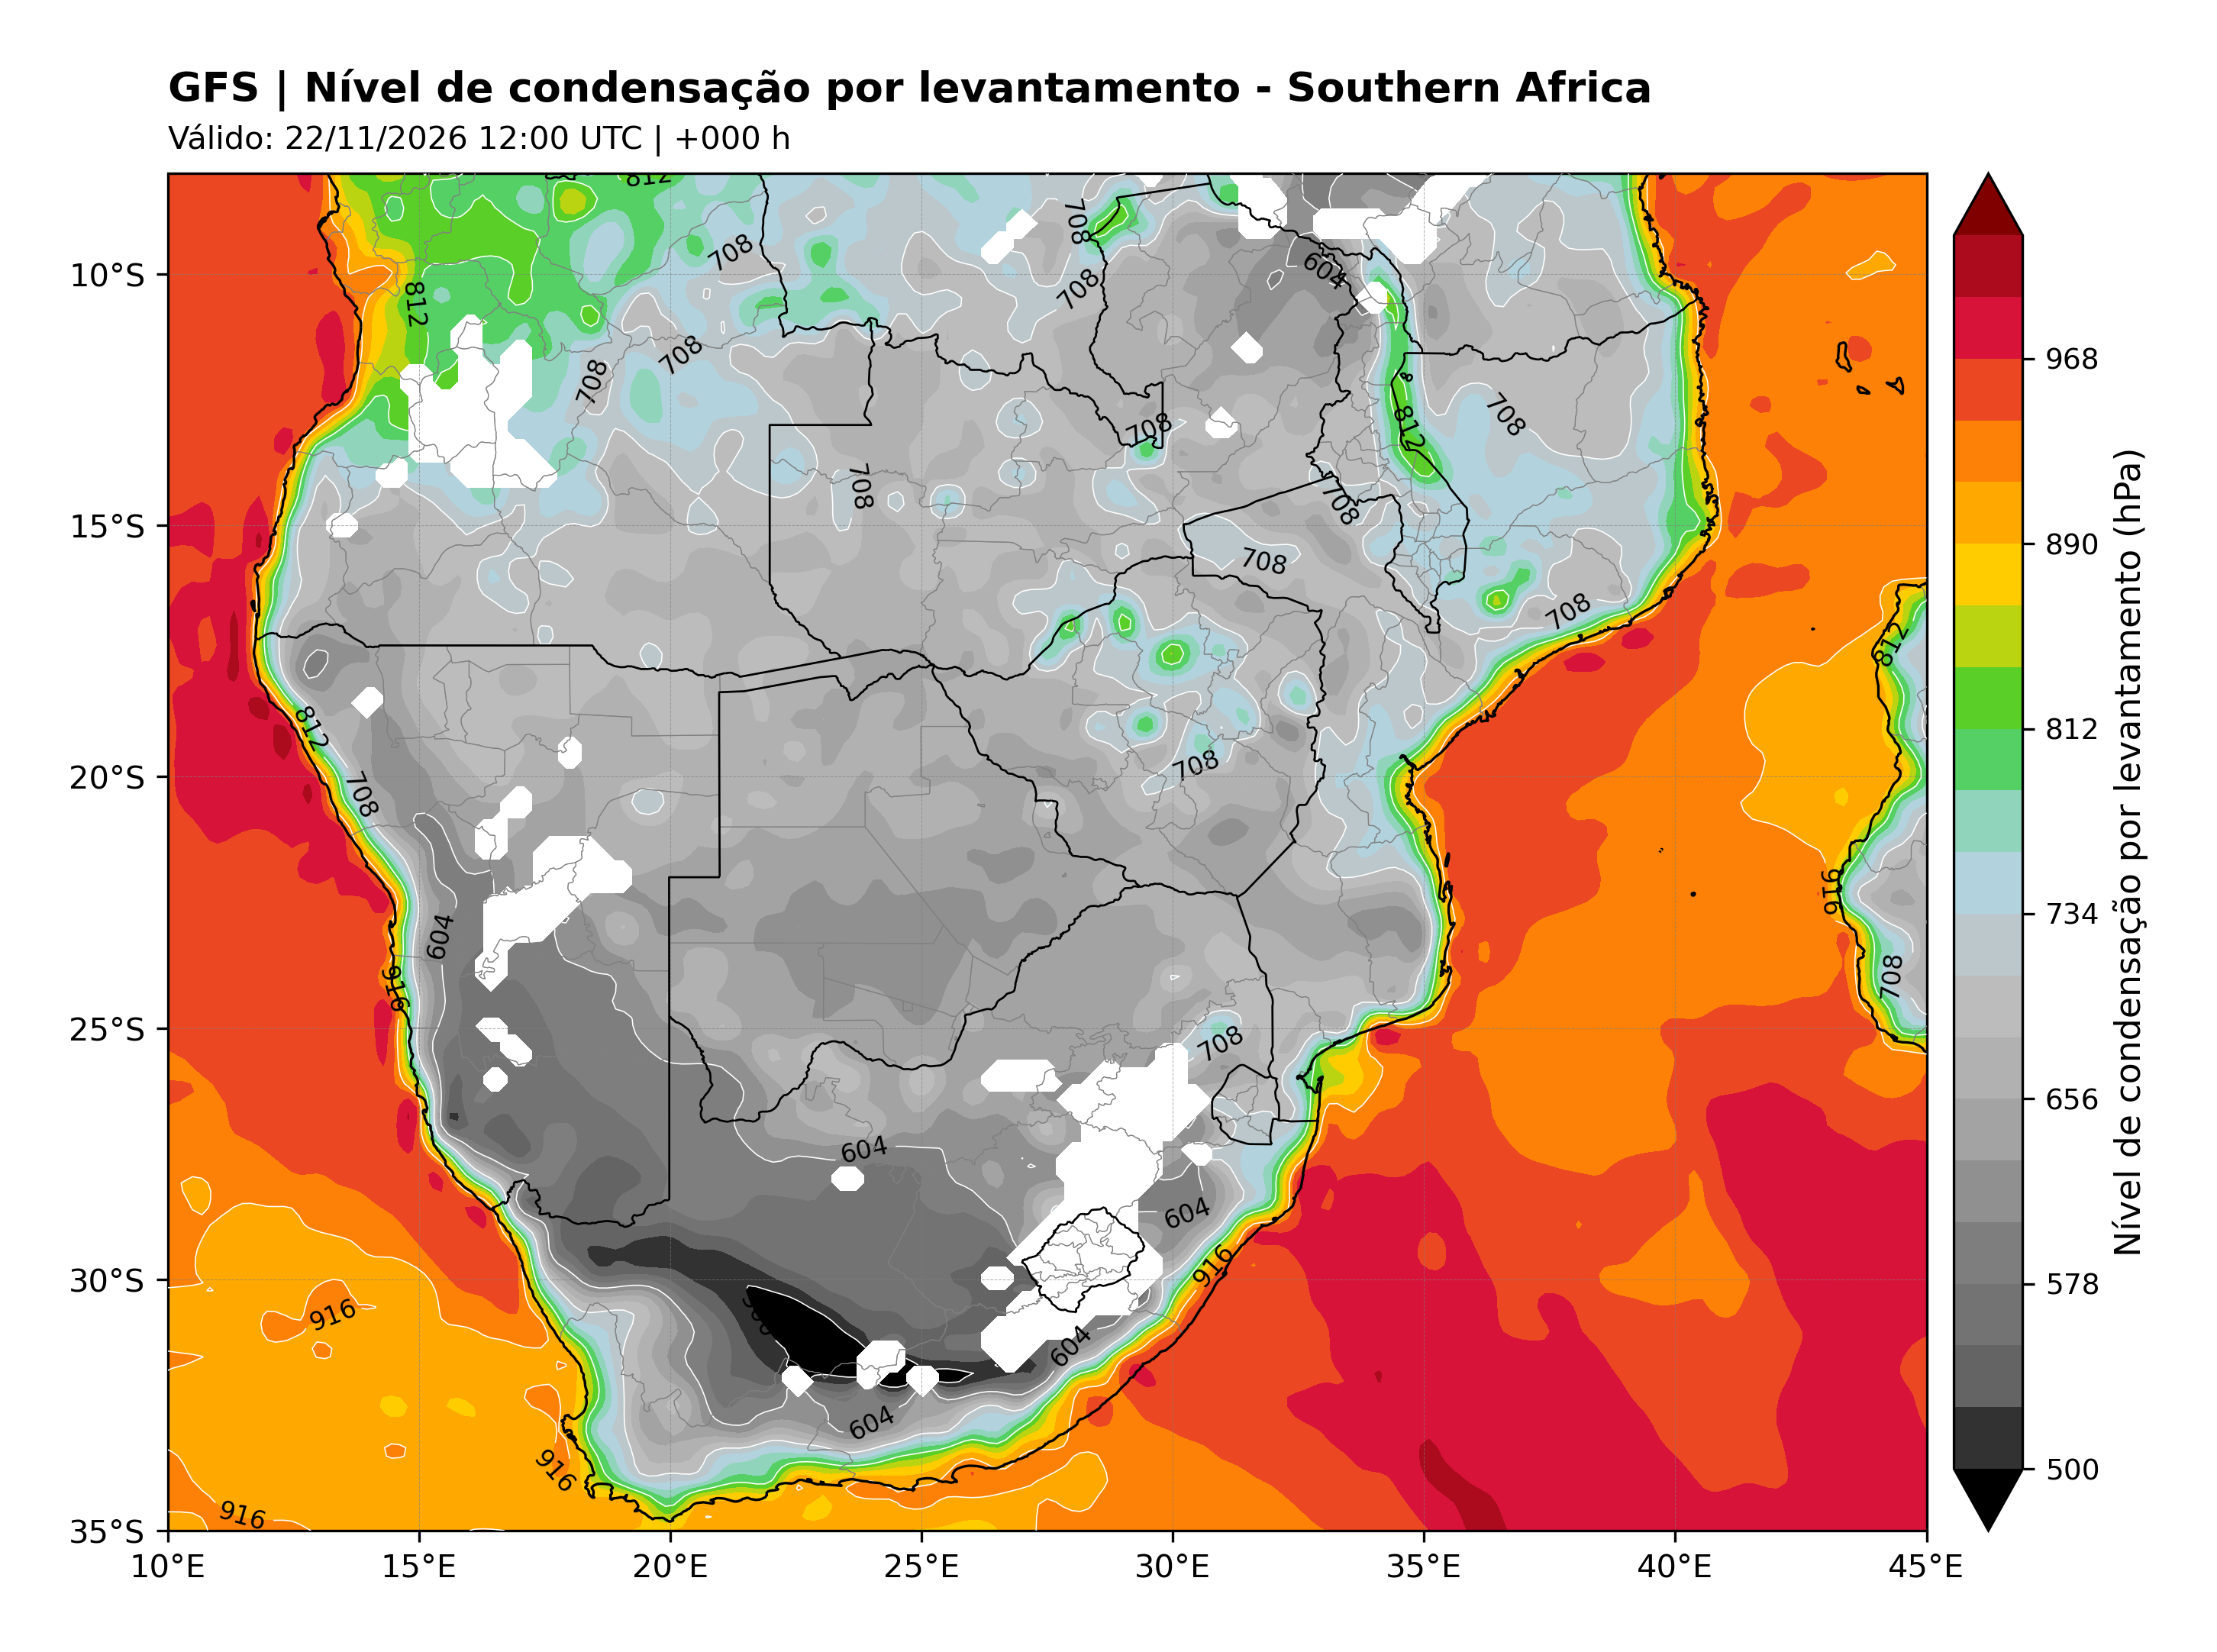 GFS | Nível de condensação por levantamento - Southern Africa
Válido: 22/11/2026 12:00 UTC | +000 h
812
708
708
604
10°S
708
812
708
708
708
812
708
708
708
15°S
708
708
812
812
968
890
812
734
656
578
500
Nível de condensação por levantamento (hPa)
20°S
708
708
916
604
916
708
25°S
708
604
604
916
30°S
916
604
604
916
916
35°S
10°E
15°E
20°E
25°E
30°E
35°E
40°E
45°E